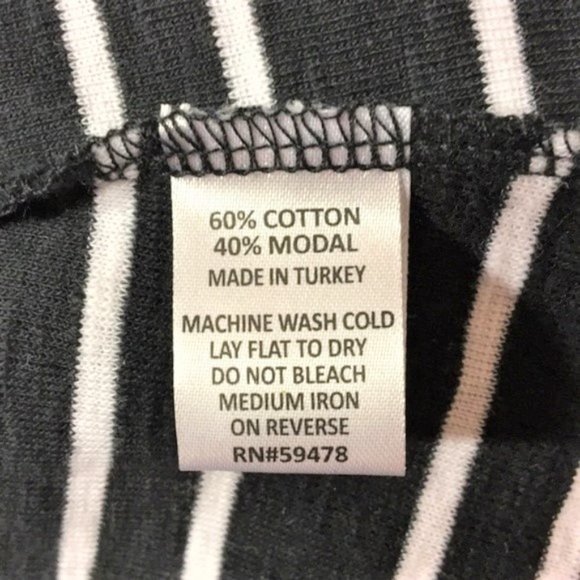 60% COTTON
40% MODAL
MADE IN TURKEY
MACHINE WASH COLD
LAY FLAT TO DRY
DO NOT BLEACH
MEDIUM IRON
ON REVERSE
RN#59478